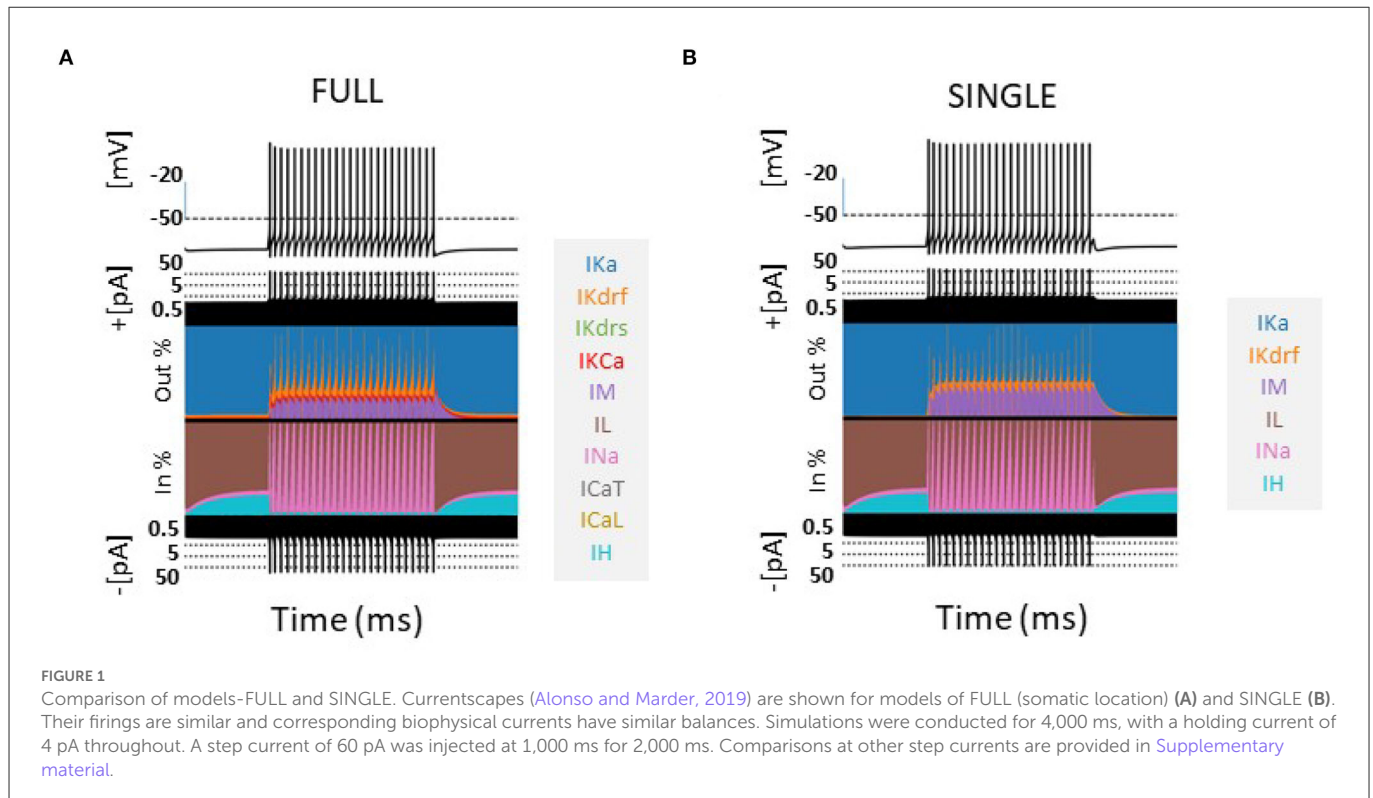 A
FULL
[mV]
-20
-50
+[pA]
50
5
0.5
Out %
In %
-[pA]
0.5
5
50
Time (ms)
IKa
IKdrf
IKdrs
IKCa
IM
IL
INa
ICaT
ICaL
IH
B
SINGLE
[mV]
-20
-50
+[pA]
50
5
0.5
Out %
In %
-[pA]
0.5
5
50
Time (ms)
IKa
IKdrf
IM
IL
INa
IH
FIGURE 1
Comparison of models-FULL and SINGLE. Currentscapes (Alonso and Marder, 2019) are shown for models of FULL (somatic location) (A) and SINGLE (B).
Their firings are similar and corresponding biophysical currents have similar balances. Simulations were conducted for 4,000 ms, with a holding current of
4 pA throughout. A step current of 60 pA was injected at 1,000 ms for 2,000 ms. Comparisons at other step currents are provided in Supplementary
material.